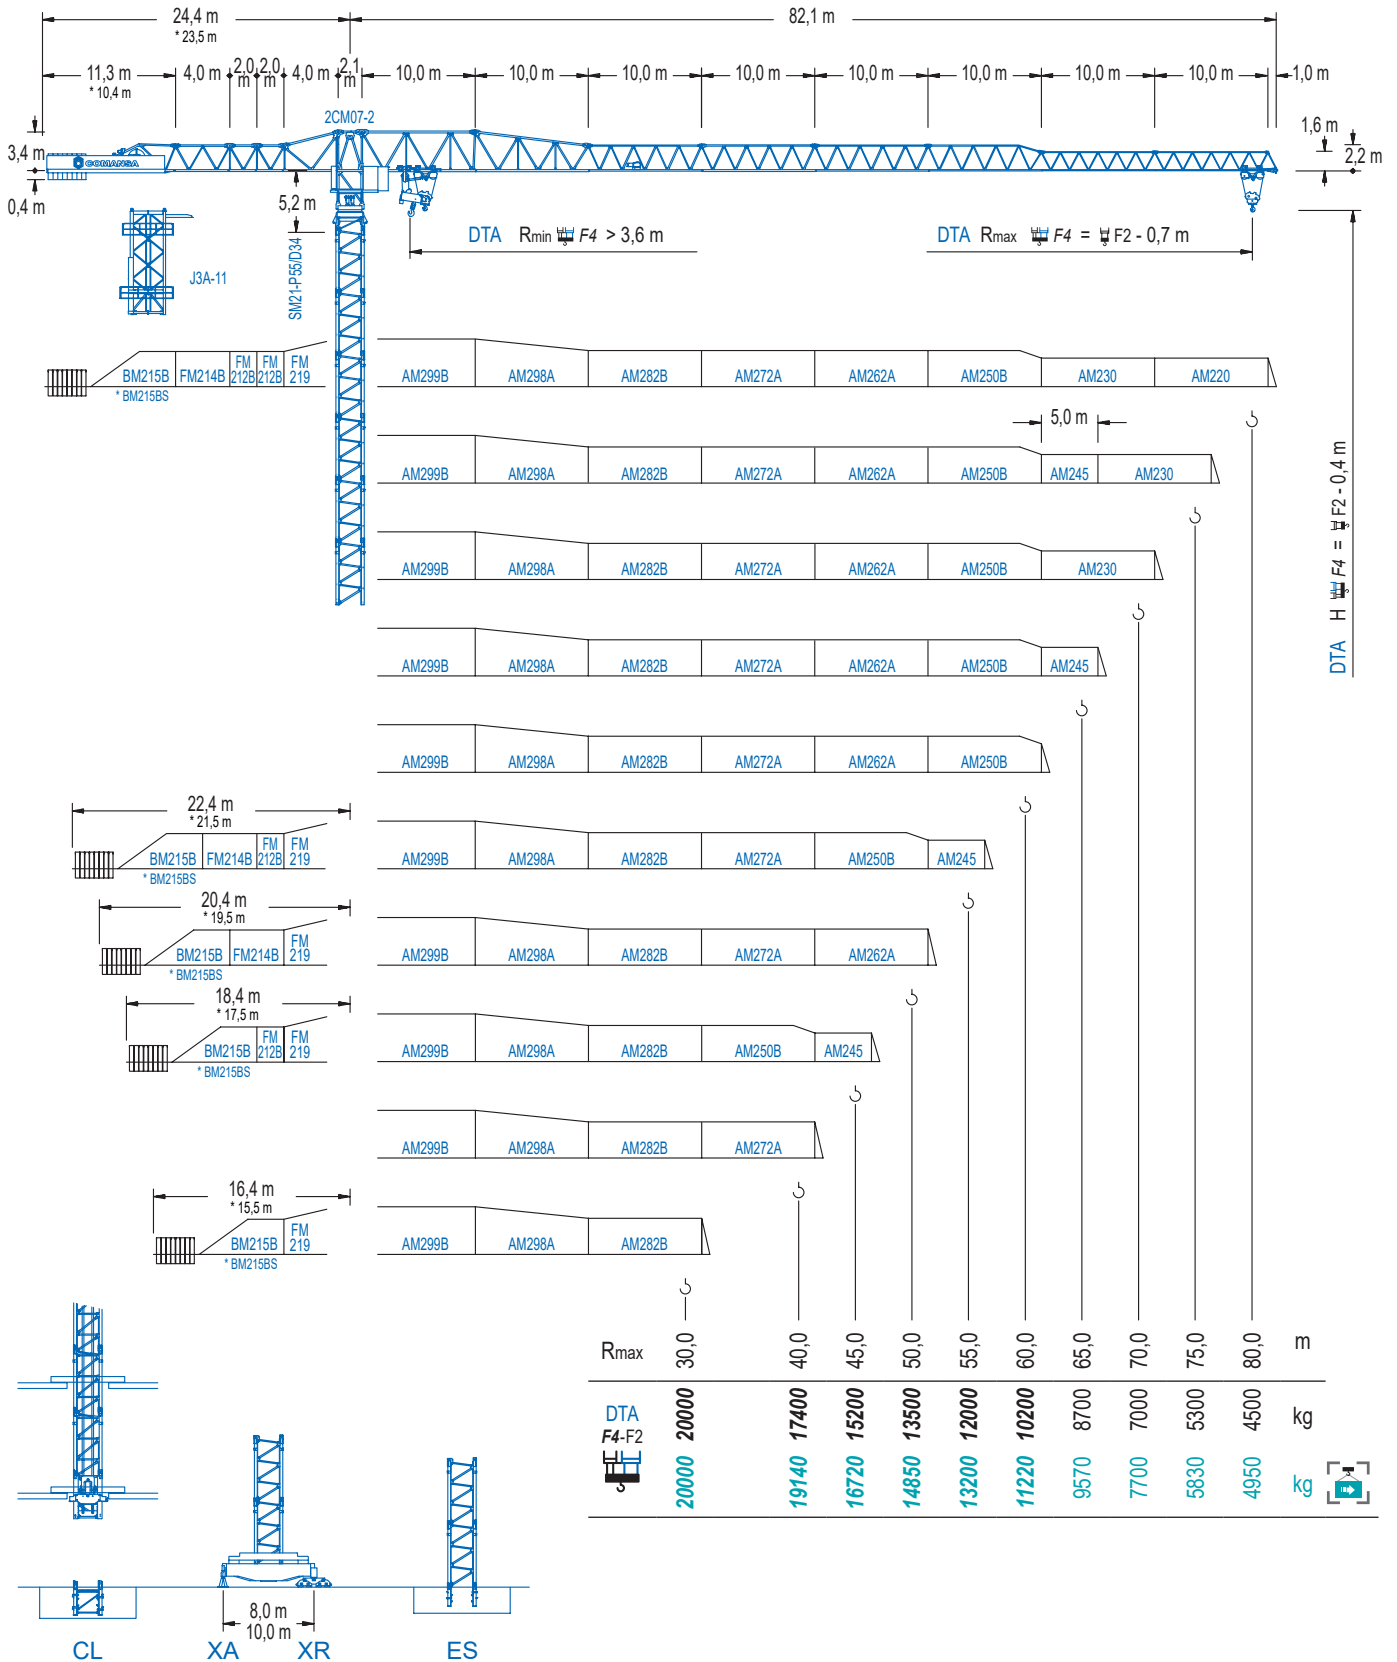 24,4 m
* 23,5 m
82,1 m
11,3 m
* 10,4 m
4,0 m
2,0 m
2,0 m
4,0 m
2,1 m
10,0 m
10,0 m
10,0 m
10,0 m
10,0 m
10,0 m
10,0 m
10,0 m
1,0 m
2CM07-2
1,6 m
2,2 m
3,4 m
0,4 m
COMANSA
5,2 m
SM21-P55/D34
J3A-11
DTA Rmin F4 > 3,6 m
DTA Rmax F4 = F2 - 0,7 m
DTA H F4 = F2 - 0,4 m
BM215B FM214B FM 212B FM 212B FM 219
* BM215BS
AM299B AM298A AM282B AM272A AM262A AM250B AM230 AM220
5,0 m
AM299B AM298A AM282B AM272A AM262A AM250B AM245 AM230
AM299B AM298A AM282B AM272A AM262A AM250B AM230
AM299B AM298A AM282B AM272A AM262A AM250B AM245
AM299B AM298A AM282B AM272A AM262A AM250B
22,4 m
* 21,5 m
BM215B FM214B FM 212B FM 219
* BM215BS
AM299B AM298A AM282B AM272A AM250B AM245
20,4 m
* 19,5 m
BM215B FM214B FM 219
* BM215BS
AM299B AM298A AM282B AM272A AM262A
18,4 m
* 17,5 m
BM215B FM 212B FM 219
* BM215BS
AM299B AM298A AM282B AM250B AM245
AM299B AM298A AM282B AM272A
16,4 m
* 15,5 m
BM215B FM 219
* BM215BS
AM299B AM298A AM282B
Rmax 30,0 40,0 45,0 50,0 55,0 60,0 65,0 70,0 75,0 80,0 m
DTA
F4-F2
20000 17400 15200 13500 12000 10200 8700 7000 5300 4500 kg
20000 19140 16720 14850 13200 11220 9570 7700 5830 4950 kg
8,0 m
10,0 m
CL XA XR ES